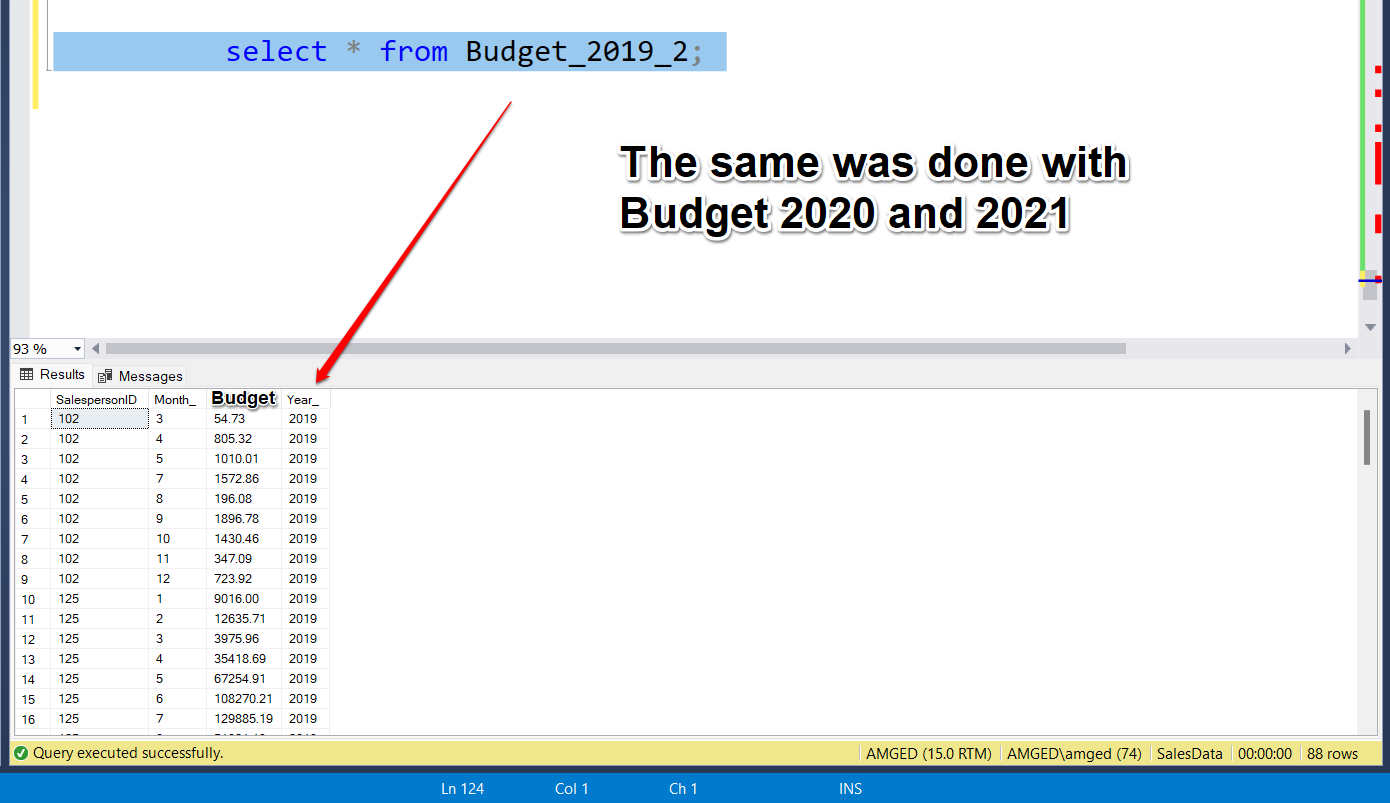 select * from Budget_2019_2;
The same was done with
Budget 2020 and 2021
93 %
Results Messages
SalespersonID Month_ Budget Year_
1 102 3 54.73 2019
2 102 4 805.32 2019
3 102 5 1010.01 2019
4 102 7 1572.86 2019
5 102 8 196.08 2019
6 102 9 1896.78 2019
7 102 10 1430.46 2019
8 102 11 347.09 2019
9 102 12 723.92 2019
10 125 1 9016.00 2019
11 125 2 12635.71 2019
12 125 3 3975.96 2019
13 125 4 35418.69 2019
14 125 5 67254.91 2019
15 125 6 108270.21 2019
16 125 7 129885.19 2019
Query executed successfully. AMGED (15.0 RTM) AMGED\amged (74) SalesData 00:00:00 88 rows
Ln 124 Col 1 Ch 1 INS